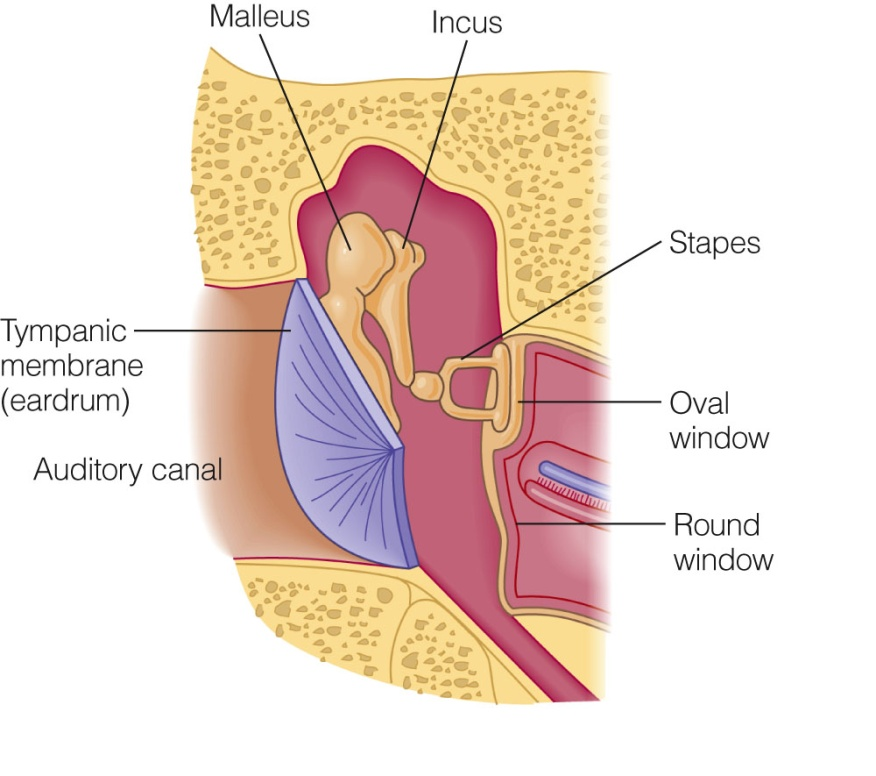 Malleus
Incus
Stapes
Tympanic
membrane
(eardrum)
Oval
window
Auditory canal
Round
window